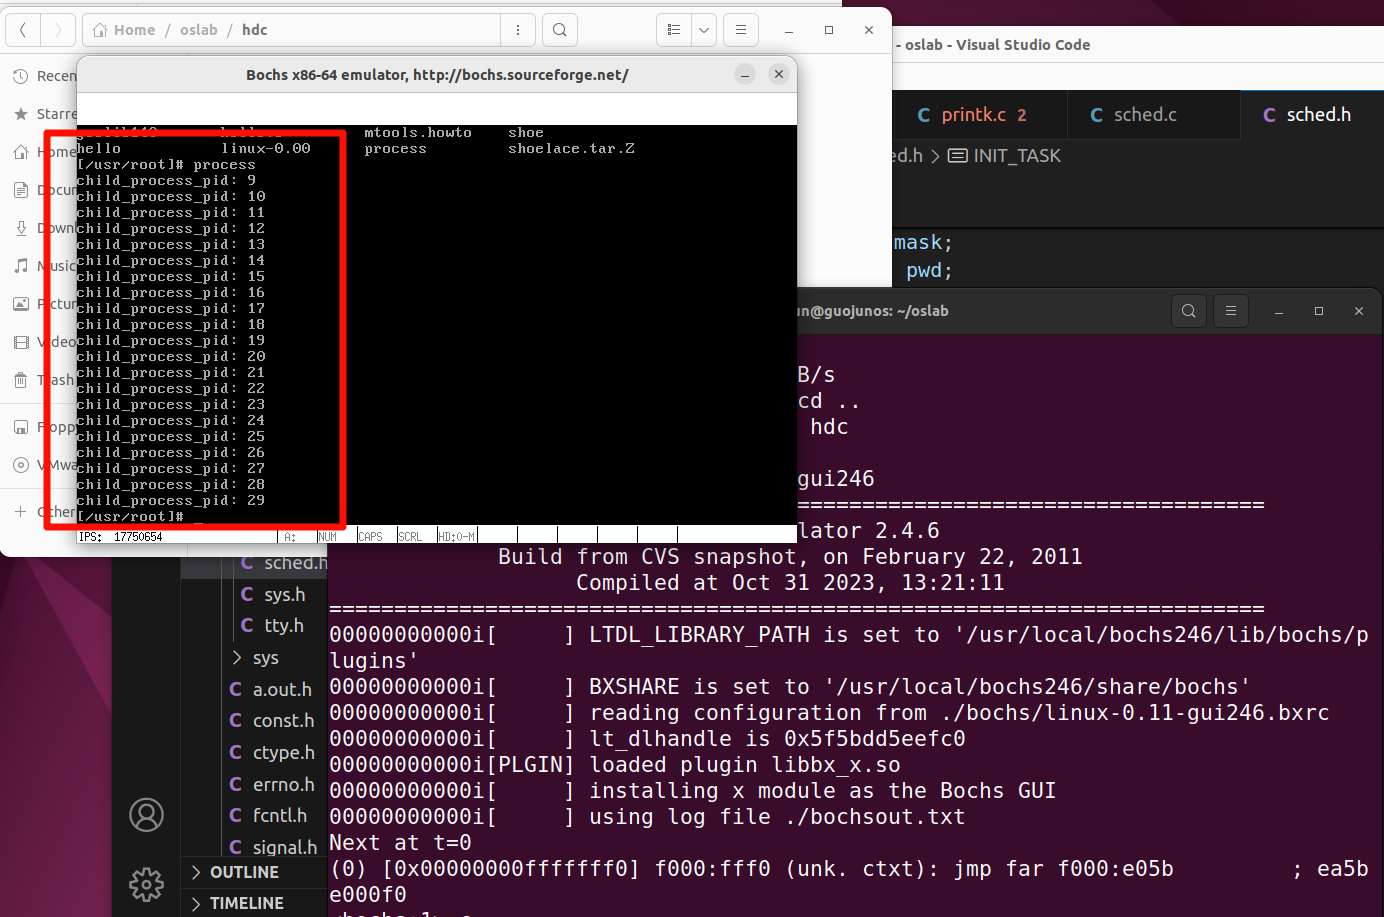 Home / oslab / hdc
- oslab - Visual Studio Code
Recen
Starre
Home
Docum
Downl
Music
Pictur
Video
Trash
Floppy
VMwa
Other
Bochs x86-64 emulator, http://bochs.sourceforge.net/
mtools.howto shoe
hello linux-0.00 process shoelace.tar.Z
[/usr/root]# process
child_process_pid: 9
child_process_pid: 10
child_process_pid: 11
child_process_pid: 12
child_process_pid: 13
child_process_pid: 14
child_process_pid: 15
child_process_pid: 16
child_process_pid: 17
child_process_pid: 18
child_process_pid: 19
child_process_pid: 20
child_process_pid: 21
child_process_pid: 22
child_process_pid: 23
child_process_pid: 24
child_process_pid: 25
child_process_pid: 26
child_process_pid: 27
child_process_pid: 28
child_process_pid: 29
[/usr/root]# _
IPS: 17750654 A: NUM CAPS SCRL HD:0-M
C printk.c 2 C sched.c C sched.h
ed.h > INIT_TASK
mask;
pwd;
un@guojunos: ~/oslab
B/s
cd ..
hdc
gui246
========================================================================
lator 2.4.6
Build from CVS snapshot, on February 22, 2011
Compiled at Oct 31 2023, 13:21:11
========================================================================
00000000000i[     ] LTDL_LIBRARY_PATH is set to '/usr/local/bochs246/lib/bochs/p
lugins'
00000000000i[     ] BXSHARE is set to '/usr/local/bochs246/share/bochs'
00000000000i[     ] reading configuration from ./bochs/linux-0.11-gui246.bxrc
00000000000i[     ] lt_dlhandle is 0x5f5bdd5eefc0
00000000000i[PLGIN] loaded plugin libbx_x.so
00000000000i[     ] installing x module as the Bochs GUI
00000000000i[     ] using log file ./bochsout.txt
Next at t=0
(0) [0x00000000fffffff0] f000:fff0 (unk. ctxt): jmp far f000:e05b         ; ea5b
e000f0
<bochs:1> c
C sched.h
C sys.h
C tty.h
> sys
C a.out.h
C const.h
C ctype.h
C errno.h
C fcntl.h
C signal.h
> OUTLINE
> TIMELINE